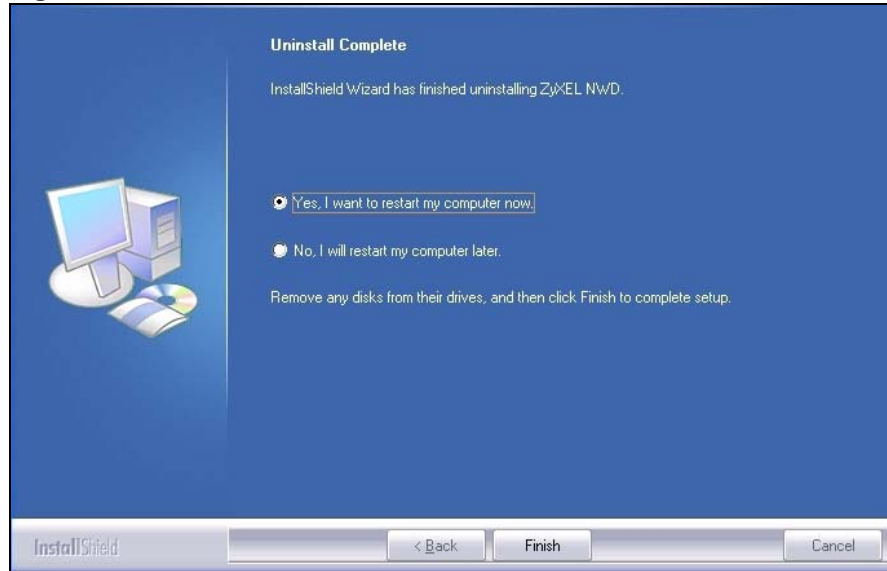 Uninstall Complete
InstallShield Wizard has finished uninstalling ZyXEL NWD.
Yes, I want to restart my computer now.
No, I will restart my computer later.
Remove any disks from their drives, and then click Finish to complete setup.
InstallShield
< Back
Finish
Cancel